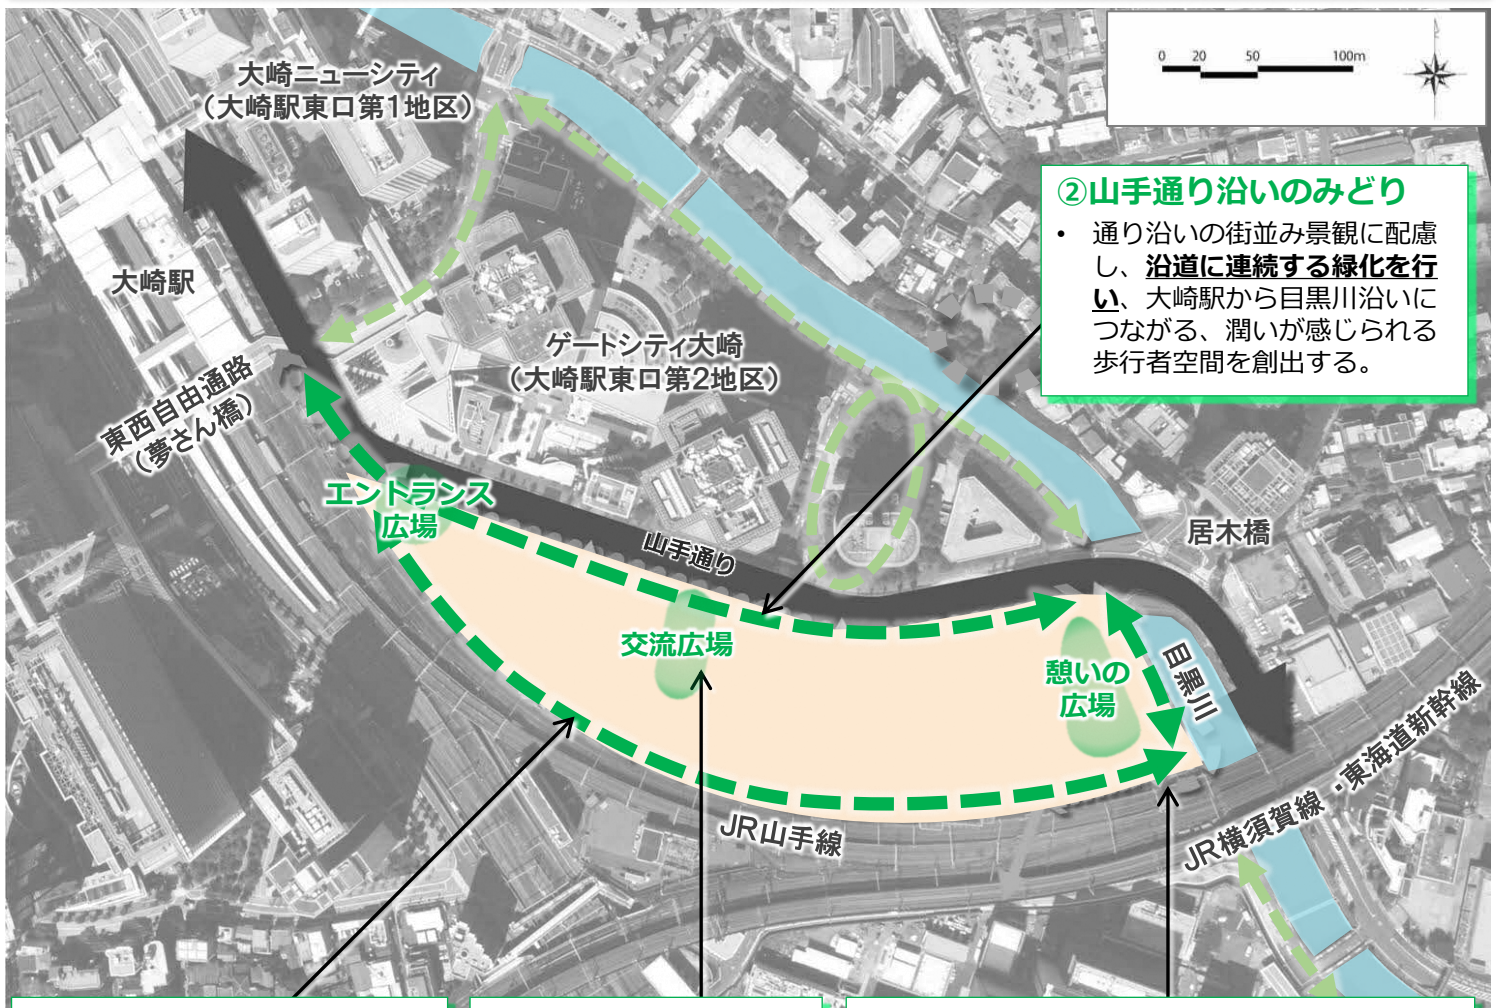 0 20 50 100m
大崎ニューシティ
（大崎駅東口第1地区）
②山手通り沿いのみどり
• 通り沿いの街並み景観に配慮
し、沿道に連続する緑化を行
い、大崎駅から目黒川沿いに
つながる、潤いが感じられる
歩行者空間を創出する。
大崎駅
ゲートシティ大崎
（大崎駅東口第2地区）
東西自由通路
（夢さん橋）
エントランス
広場
山手通り
居木橋
交流広場
憩いの
広場
目黒川
JR山手線
JR横須賀線・東海道新幹線